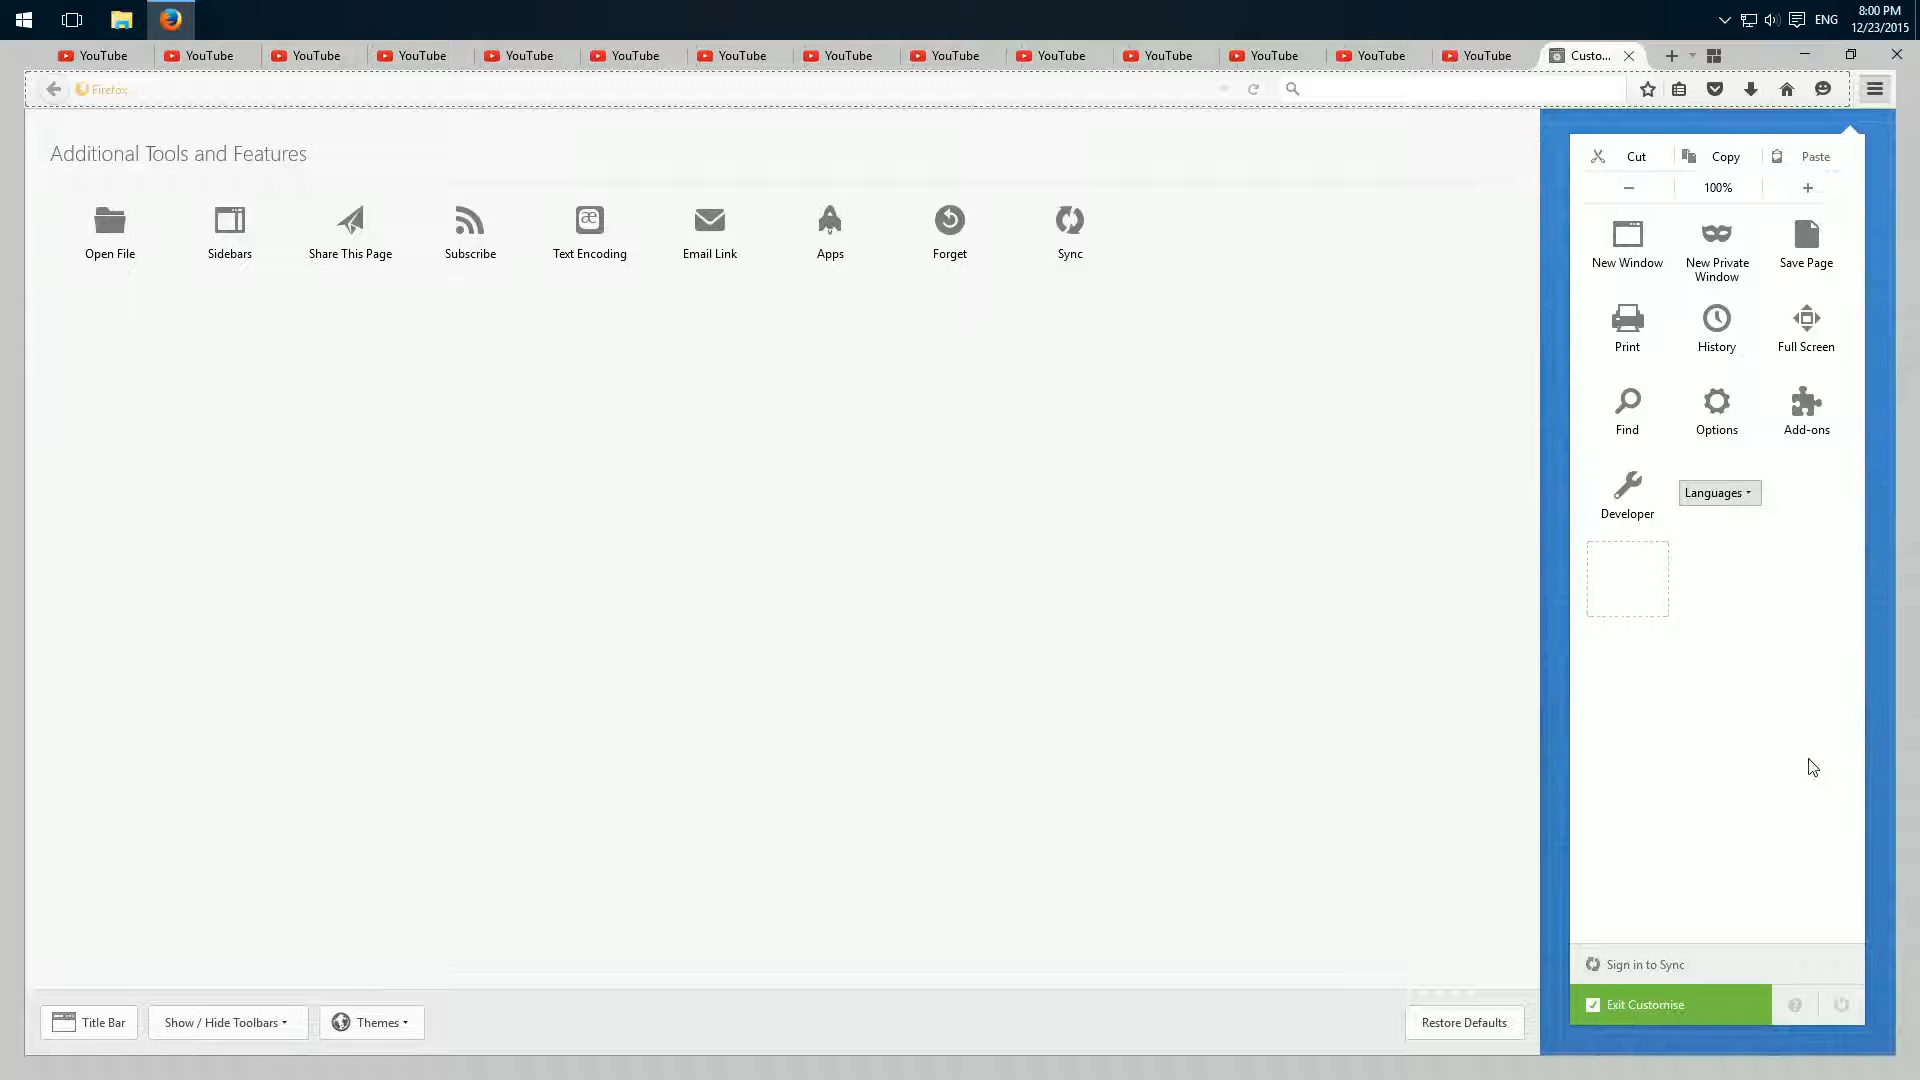 ENG
8:00 PM
12/23/2015
YouTube YouTube YouTube YouTube YouTube YouTube YouTube YouTube YouTube YouTube YouTube YouTube YouTube YouTube Custo...
Firefox
Additional Tools and Features
Open File Sidebars Share This Page Subscribe Text Encoding Email Link Apps Forget Sync
Cut Copy Paste
− 100% +
New Window New Private Window Save Page
Print History Full Screen
Find Options Add-ons
Developer Languages
Sign in to Sync
Exit Customise
Title Bar Show / Hide Toolbars Themes Restore Defaults